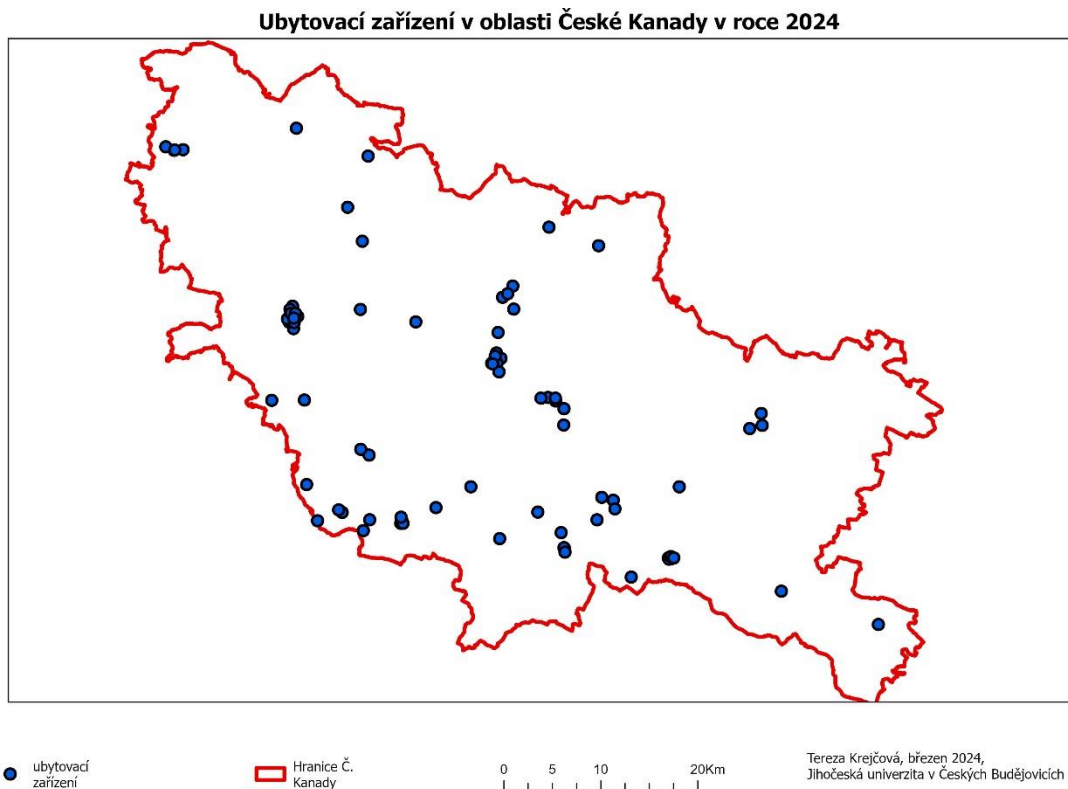 Ubytovací zařízení v oblasti České Kanady v roce 2024
ubytovací
zařízení
Hranice Č.
Kanady
0 5 10 20Km
Tereza Krejčová, březen 2024,
Jihočeská univerzita v Českých Budějovicích